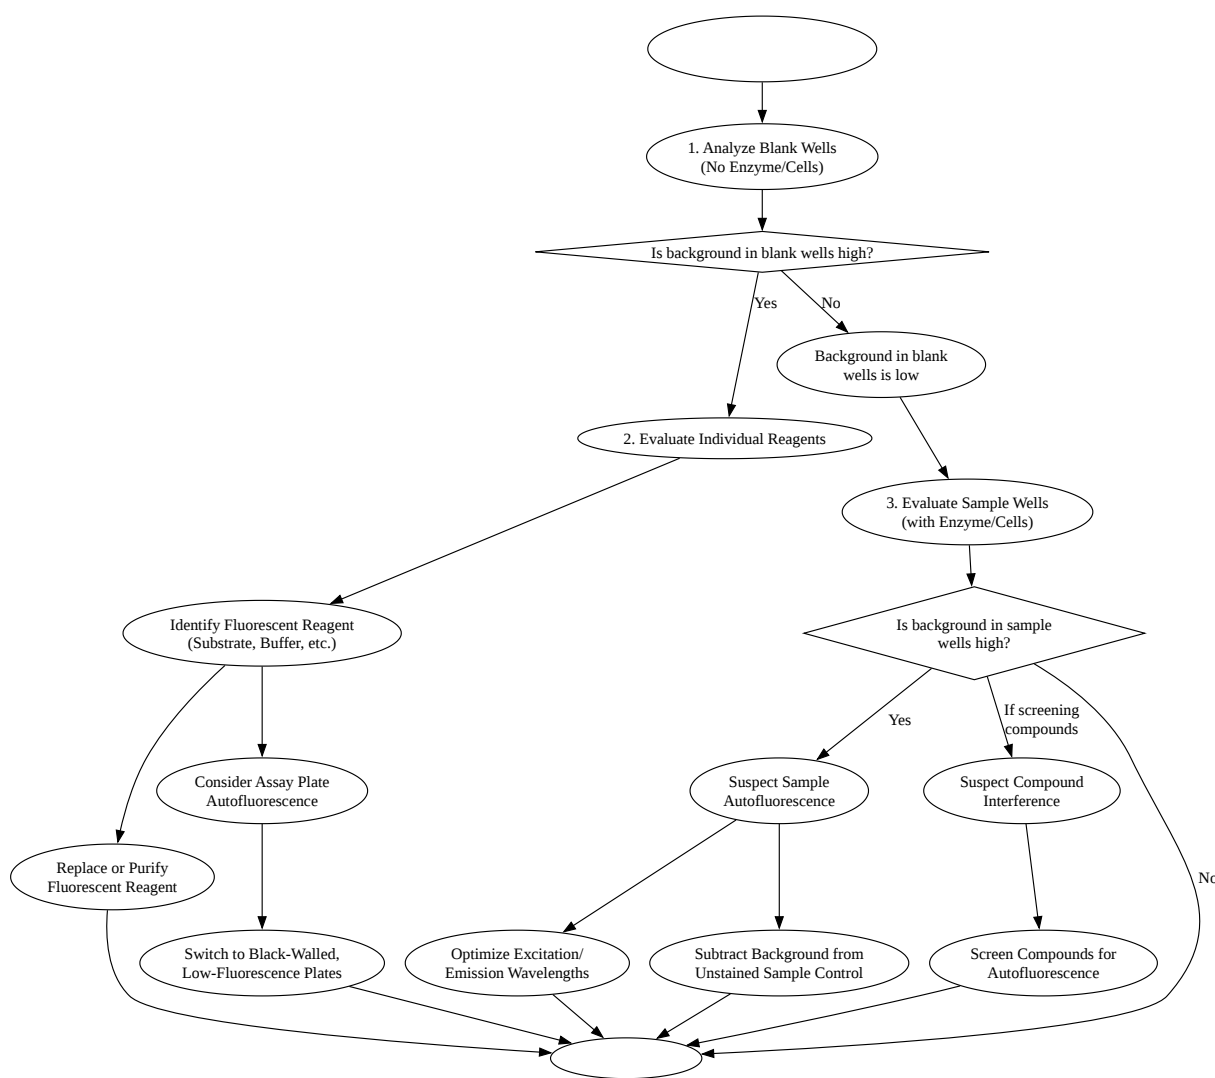 1. Analyze Blank Wells
(No Enzyme/Cells)
Is background in blank wells high?
Yes
No
Background in blank
wells is low
2. Evaluate Individual Reagents
3. Evaluate Sample Wells
(with Enzyme/Cells)
Identify Fluorescent Reagent
(Substrate, Buffer, etc.)
Is background in sample
wells high?
Yes
If screening
compounds
Consider Assay Plate
Autofluorescence
Suspect Sample
Autofluorescence
Suspect Compound
Interference
Replace or Purify
Fluorescent Reagent
No
Switch to Black-Walled,
Low-Fluorescence Plates
Optimize Excitation/
Emission Wavelengths
Subtract Background from
Unstained Sample Control
Screen Compounds for
Autofluorescence